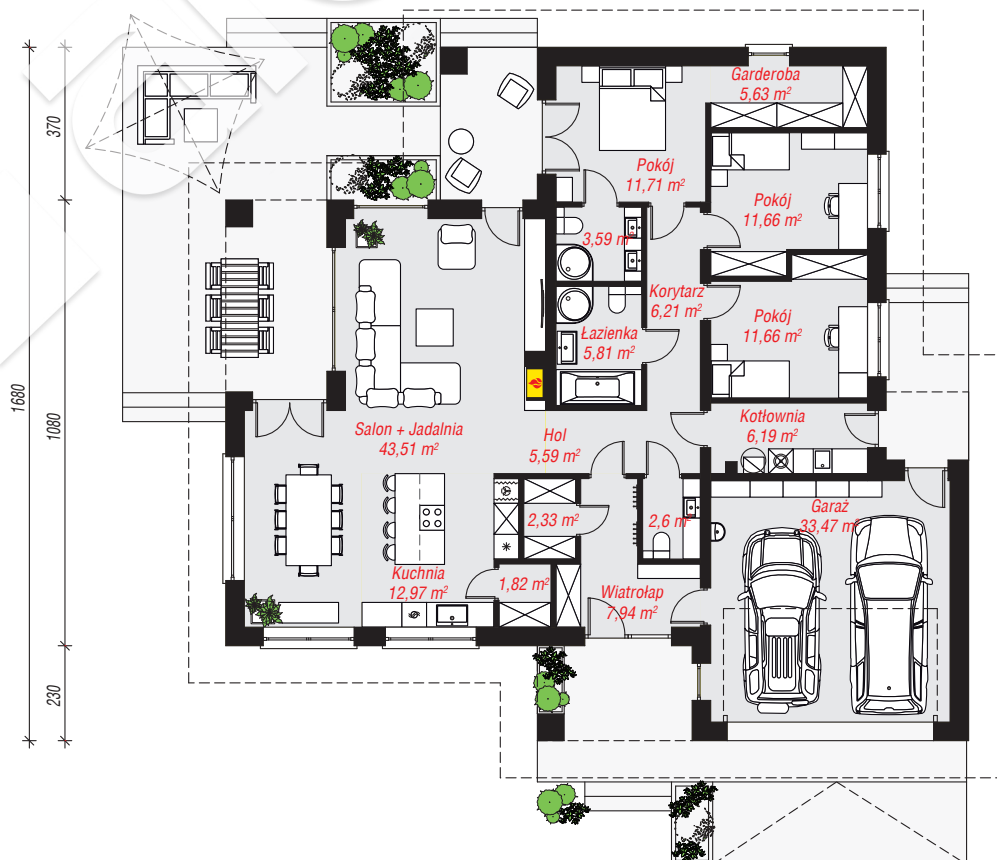 Garderoba
5,63 m²
370
Pokój
11,71 m²
Pokój
11,66 m²
3,59 m²
Korytarz
6,21 m²
Pokój
11,66 m²
Łazienka
5,81 m²
1680
1080
Salon + Jadalnia
43,51 m²
Hol
5,59 m²
Kotłownia
6,19 m²
2,33 m²
2,6 m²
Garaż
33,47 m²
Kuchnia
12,97 m²
1,82 m²
Wiatrołap
7,94 m²
230